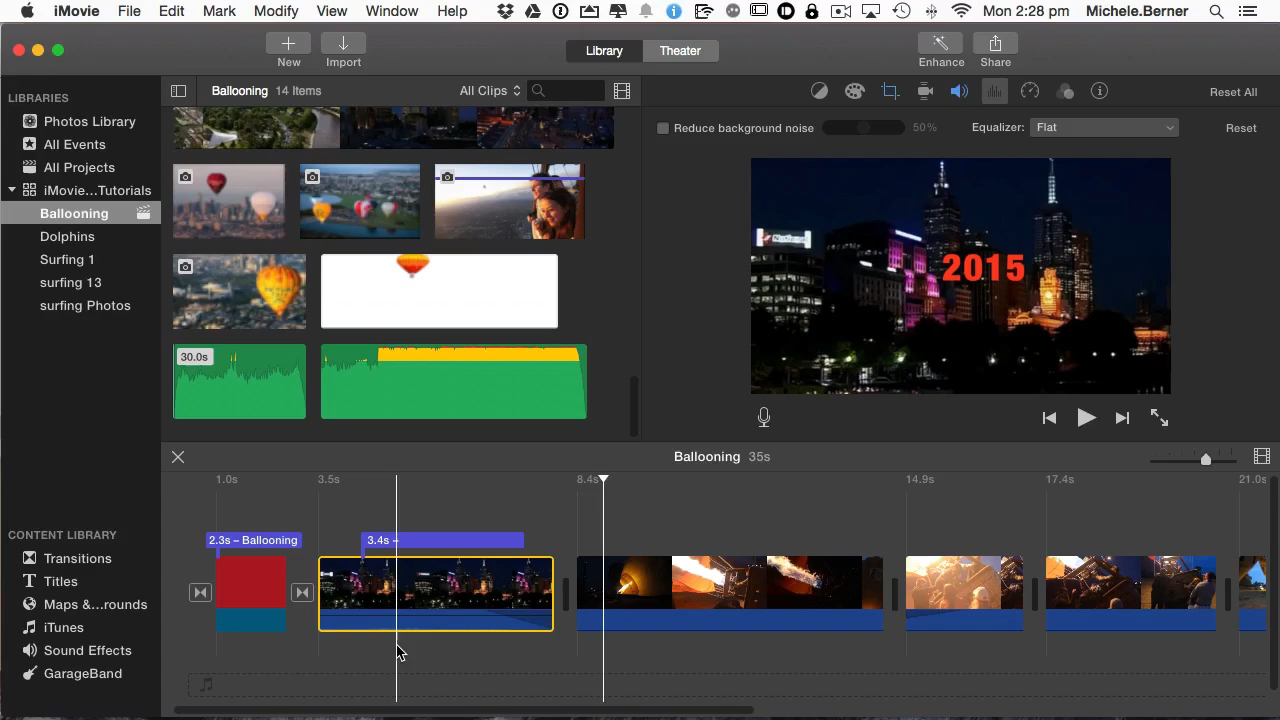 iMovie File Edit Mark Modify View Window Help Mon 2:28 pm Michele.Berner
New Import Library Theater Enhance Share
LIBRARIES
Photos Library
All Events
All Projects
iMovie...Tutorials
Ballooning
Dolphins
Surfing 1
surfing 13
surfing Photos
CONTENT LIBRARY
Transitions
Titles
Maps &...rounds
iTunes
Sound Effects
GarageBand
Ballooning 14 Items All Clips
30.0s
Reset All
Reduce background noise 50% Equalizer: Flat Reset
2015
Ballooning 35s
1.0s 3.5s 8.4s 14.9s 17.4s 21.0s
2.3s – Ballooning 3.4s –